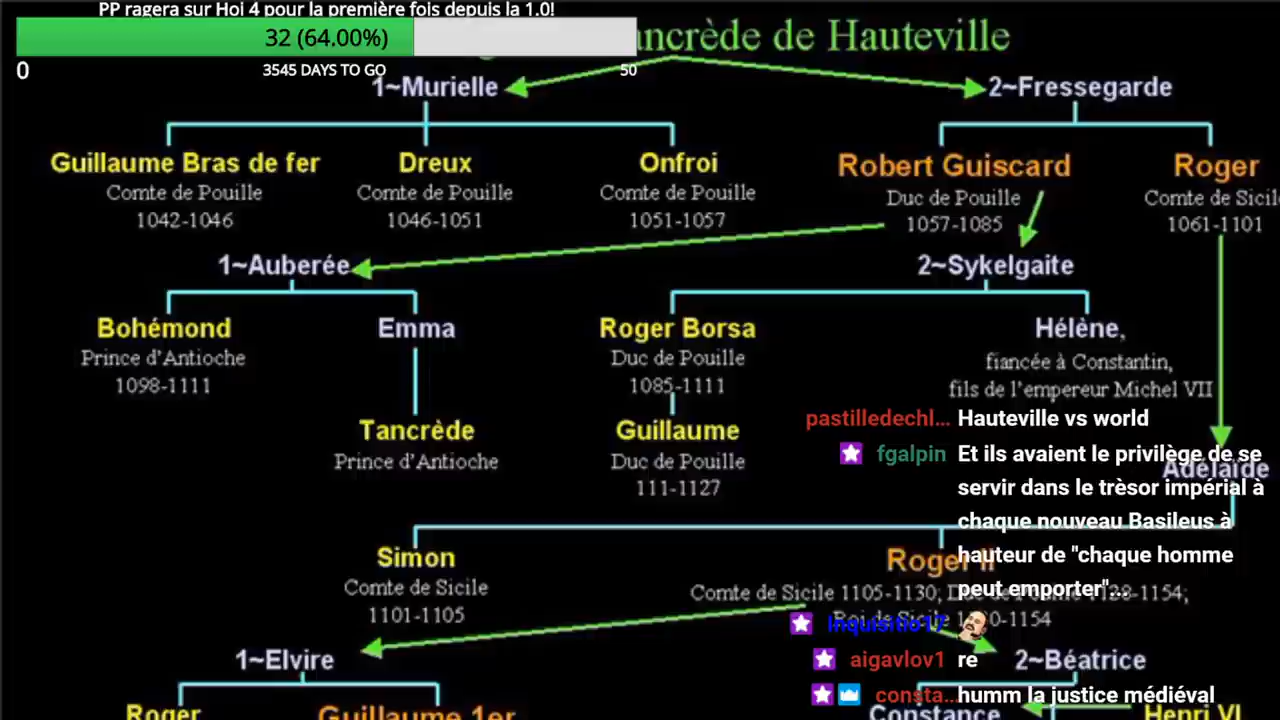 PP ragera sur Hoi 4 pour la première fois depuis la 1.0!
32 (64.00%)
0
3545 DAYS TO GO
50
ncrède de Hauteville
1~Murielle
2~Fressegarde
Guillaume Bras de fer
Dreux
Onfroi
Robert Guiscard
Roger
Comte de Pouille
Comte de Pouille
Comte de Pouille
Duc de Pouille
Comte de Sicile
1042-1046
1046-1051
1051-1057
1057-1085
1061-1101
1~Auberée
2~Sykelgaite
Bohémond
Emma
Roger Borsa
Hélène,
Prince d'Antioche
Duc de Pouille
fiancée à Constantin,
1098-1111
1085-1111
fils de l'empereur Michel VII
Tancrède
Guillaume
Prince d'Antioche
Duc de Pouille
111-1127
Adélaïde
pastilledechl... Hauteville vs world
fgalpin Et ils avaient le privilège de se
servir dans le trèsor impérial à
chaque nouveau Basileus à
hauteur de "chaque homme
peut emporter"...
Simon
Roger II
Comte de Sicile
Comte de Sicile 1105-1130; 1154;
1101-1105
Roi de Sicile 1130-1154
Inquisitio17
aigavlov1 re
consta... humm la justice médiéval
1~Elvire
2~Béatrice
Roger
Guillaume 1er
Constance
Henri VI